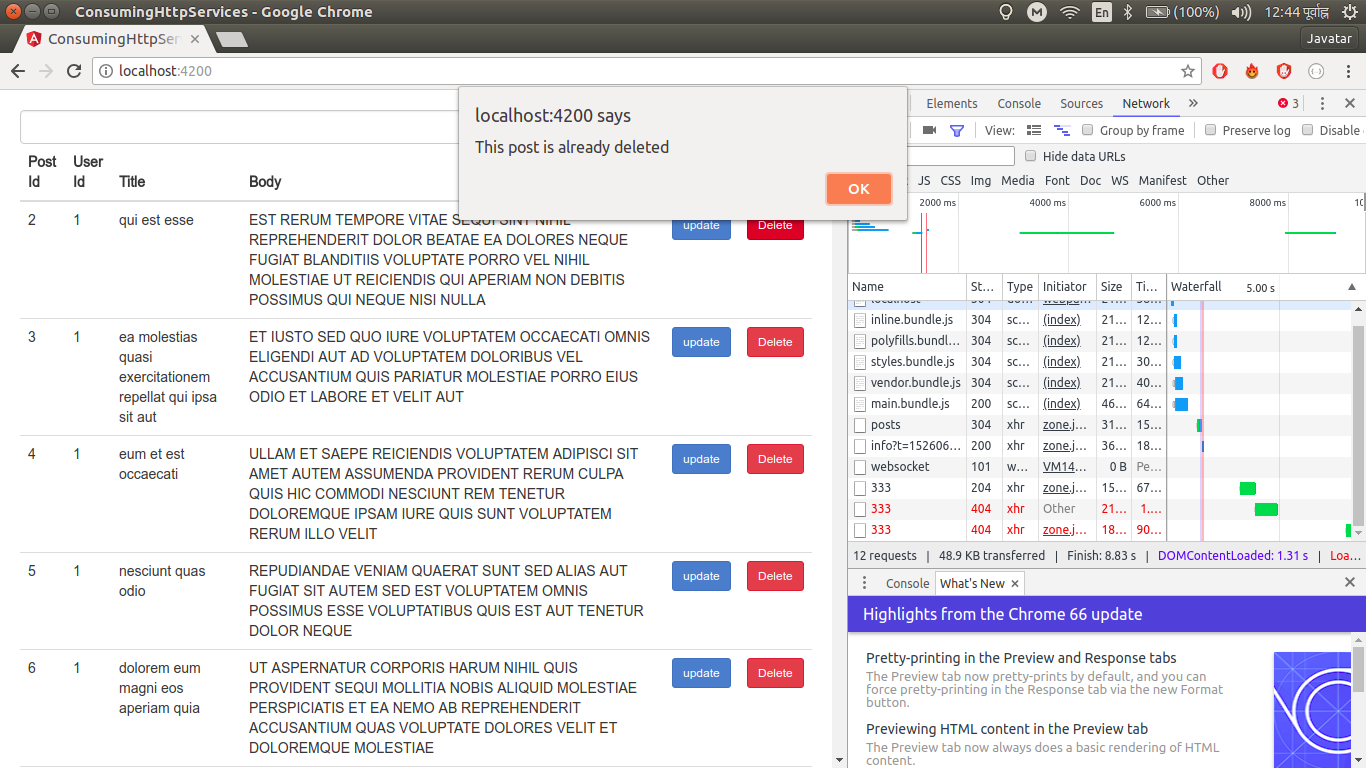 ConsumingHttpServices - Google Chrome
M
En
(100%)
12:44 पूर्वाह्न
ConsumingHttpSer
Javatar
localhost:4200
localhost:4200 says
This post is already deleted
OK
Post Id
User Id
Title
Body
2
1
qui est esse
EST RERUM TEMPORE VITAE SEQUI SINT NIHIL
REPREHENDERIT DOLOR BEATAE EA DOLORES NEQUE
FUGIAT BLANDITIIS VOLUPTATE PORRO VEL NIHIL
MOLESTIAE UT REICIENDIS QUI APERIAM NON DEBITIS
POSSIMUS QUI NEQUE NISI NULLA
update
Delete
3
1
ea molestias
quasi
exercitationem
repellat qui ipsa
sit aut
ET IUSTO SED QUO IURE VOLUPTATEM OCCAECATI OMNIS
ELIGENDI AUT AD VOLUPTATEM DOLORIBUS VEL
ACCUSANTIUM QUIS PARIATUR MOLESTIAE PORRO EIUS
ODIO ET LABORE ET VELIT AUT
update
Delete
4
1
eum et est
occaecati
ULLAM ET SAEPE REICIENDIS VOLUPTATEM ADIPISCI SIT
AMET AUTEM ASSUMENDA PROVIDENT RERUM CULPA
QUIS HIC COMMODI NESCIUNT REM TENETUR
DOLOREMQUE IPSAM IURE QUIS SUNT VOLUPTATEM
RERUM ILLO VELIT
update
Delete
5
1
nesciunt quas
odio
REPUDIANDAE VENIAM QUAERAT SUNT SED ALIAS AUT
FUGIAT SIT AUTEM SED EST VOLUPTATEM OMNIS
POSSIMUS ESSE VOLUPTATIBUS QUIS EST AUT TENETUR
DOLOR NEQUE
update
Delete
6
1
dolorem eum
magni eos
aperiam quia
UT ASPERNATUR CORPORIS HARUM NIHIL QUIS
PROVIDENT SEQUI MOLLITIA NOBIS ALIQUID MOLESTIAE
PERSPICIATIS ET EA NEMO AB REPREHENDERIT
ACCUSANTIUM QUAS VOLUPTATE DOLORES VELIT ET
DOLOREMQUE MOLESTIAE
update
Delete
Elements Console Sources Network » 3
View: Group by frame Preserve log Disable
Hide data URLs
JS CSS Img Media Font Doc WS Manifest Other
2000 ms 4000 ms 6000 ms 8000 ms
Name St... Type Initiator Size Ti... Waterfall 5.00 s
inline.bundle.js 304 sc... (index) 21... 12...
polyfills.bundl... 304 sc... (index) 21... 12...
styles.bundle.js 304 sc... (index) 21... 30...
vendor.bundle.js 304 sc... (index) 21... 40...
main.bundle.js 200 sc... (index) 46... 64...
posts 304 xhr zone.j... 31... 15...
info?t=152606... 200 xhr zone.j... 36... 18...
websocket 101 w... VM14... 0 B Pe...
333 204 xhr zone.j... 15... 67...
333 404 xhr Other 21... 1....
333 404 xhr zone.j... 18... 90...
12 requests | 48.9 KB transferred | Finish: 8.83 s | DOMContentLoaded: 1.31 s | Loa...
Console What's New ×
Highlights from the Chrome 66 update
Pretty-printing in the Preview and Response tabs
The Preview tab now pretty-prints by default, and you can
force pretty-printing in the Response tab via the new Format
button.
Previewing HTML content in the Preview tab
The Preview tab now always does a basic rendering of HTML
content.